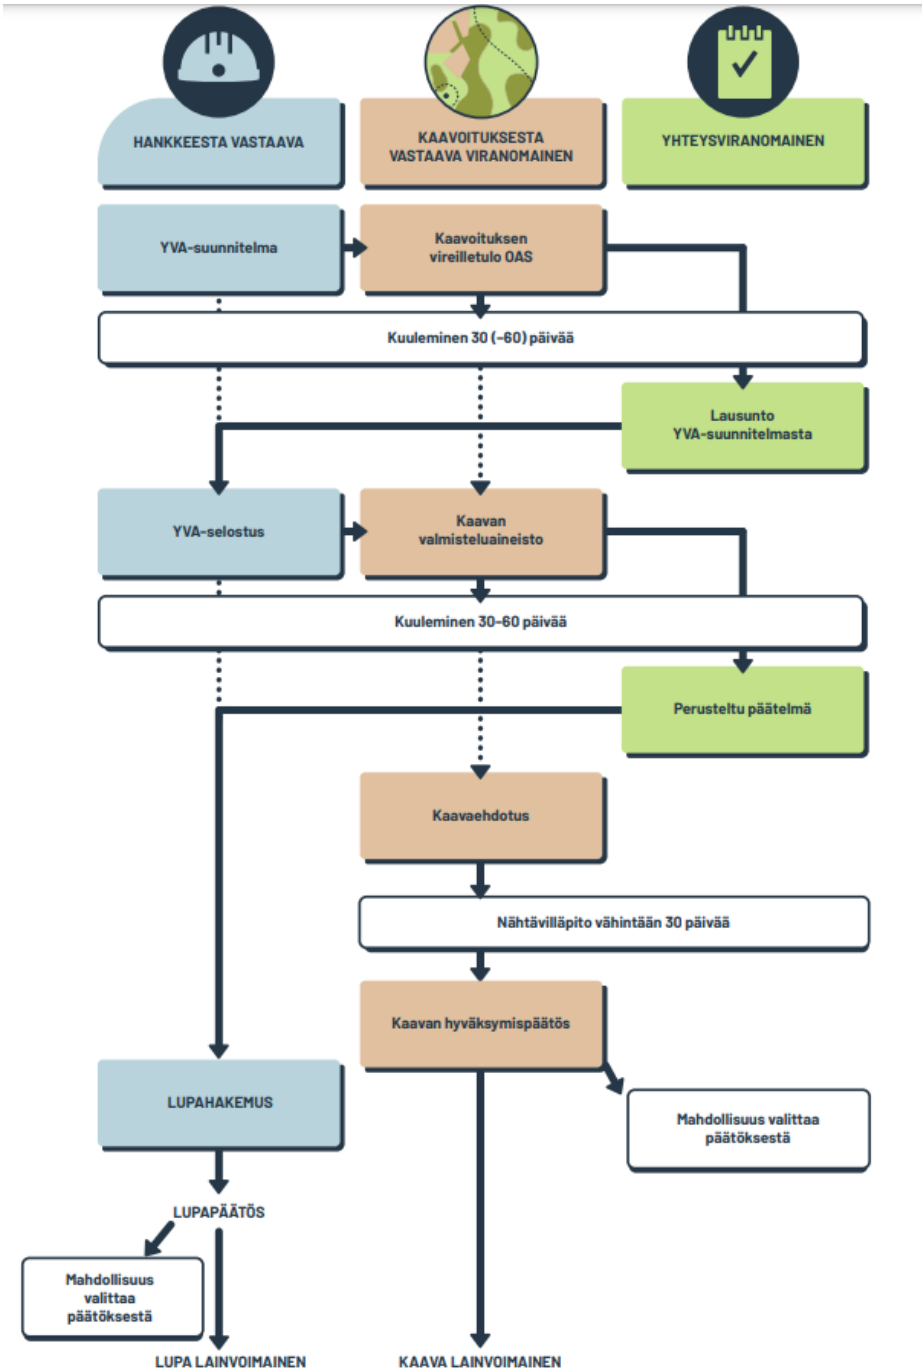 HANKKEESTA VASTAAVA
KAAVOITUKSESTA
VASTAAVA VIRANOMAINEN
YHTEYSVIRANOMAINEN
YVA-suunnitelma
Kaavoituksen
vireilletulo OAS
Kuuleminen 30 (–60) päivää
Lausunto
YVA-suunnitelmasta
YVA-selostus
Kaavan
valmisteluaineisto
Kuuleminen 30–60 päivää
Perusteltu päätelmä
Kaavaehdotus
Nähtävilläpito vähintään 30 päivää
Kaavan hyväksymispäätös
LUPAHAKEMUS
Mahdollisuus valittaa
päätöksestä
LUPAPÄÄTÖS
Mahdollisuus
valittaa
päätöksestä
LUPA LAINVOIMAINEN
KAAVA LAINVOIMAINEN